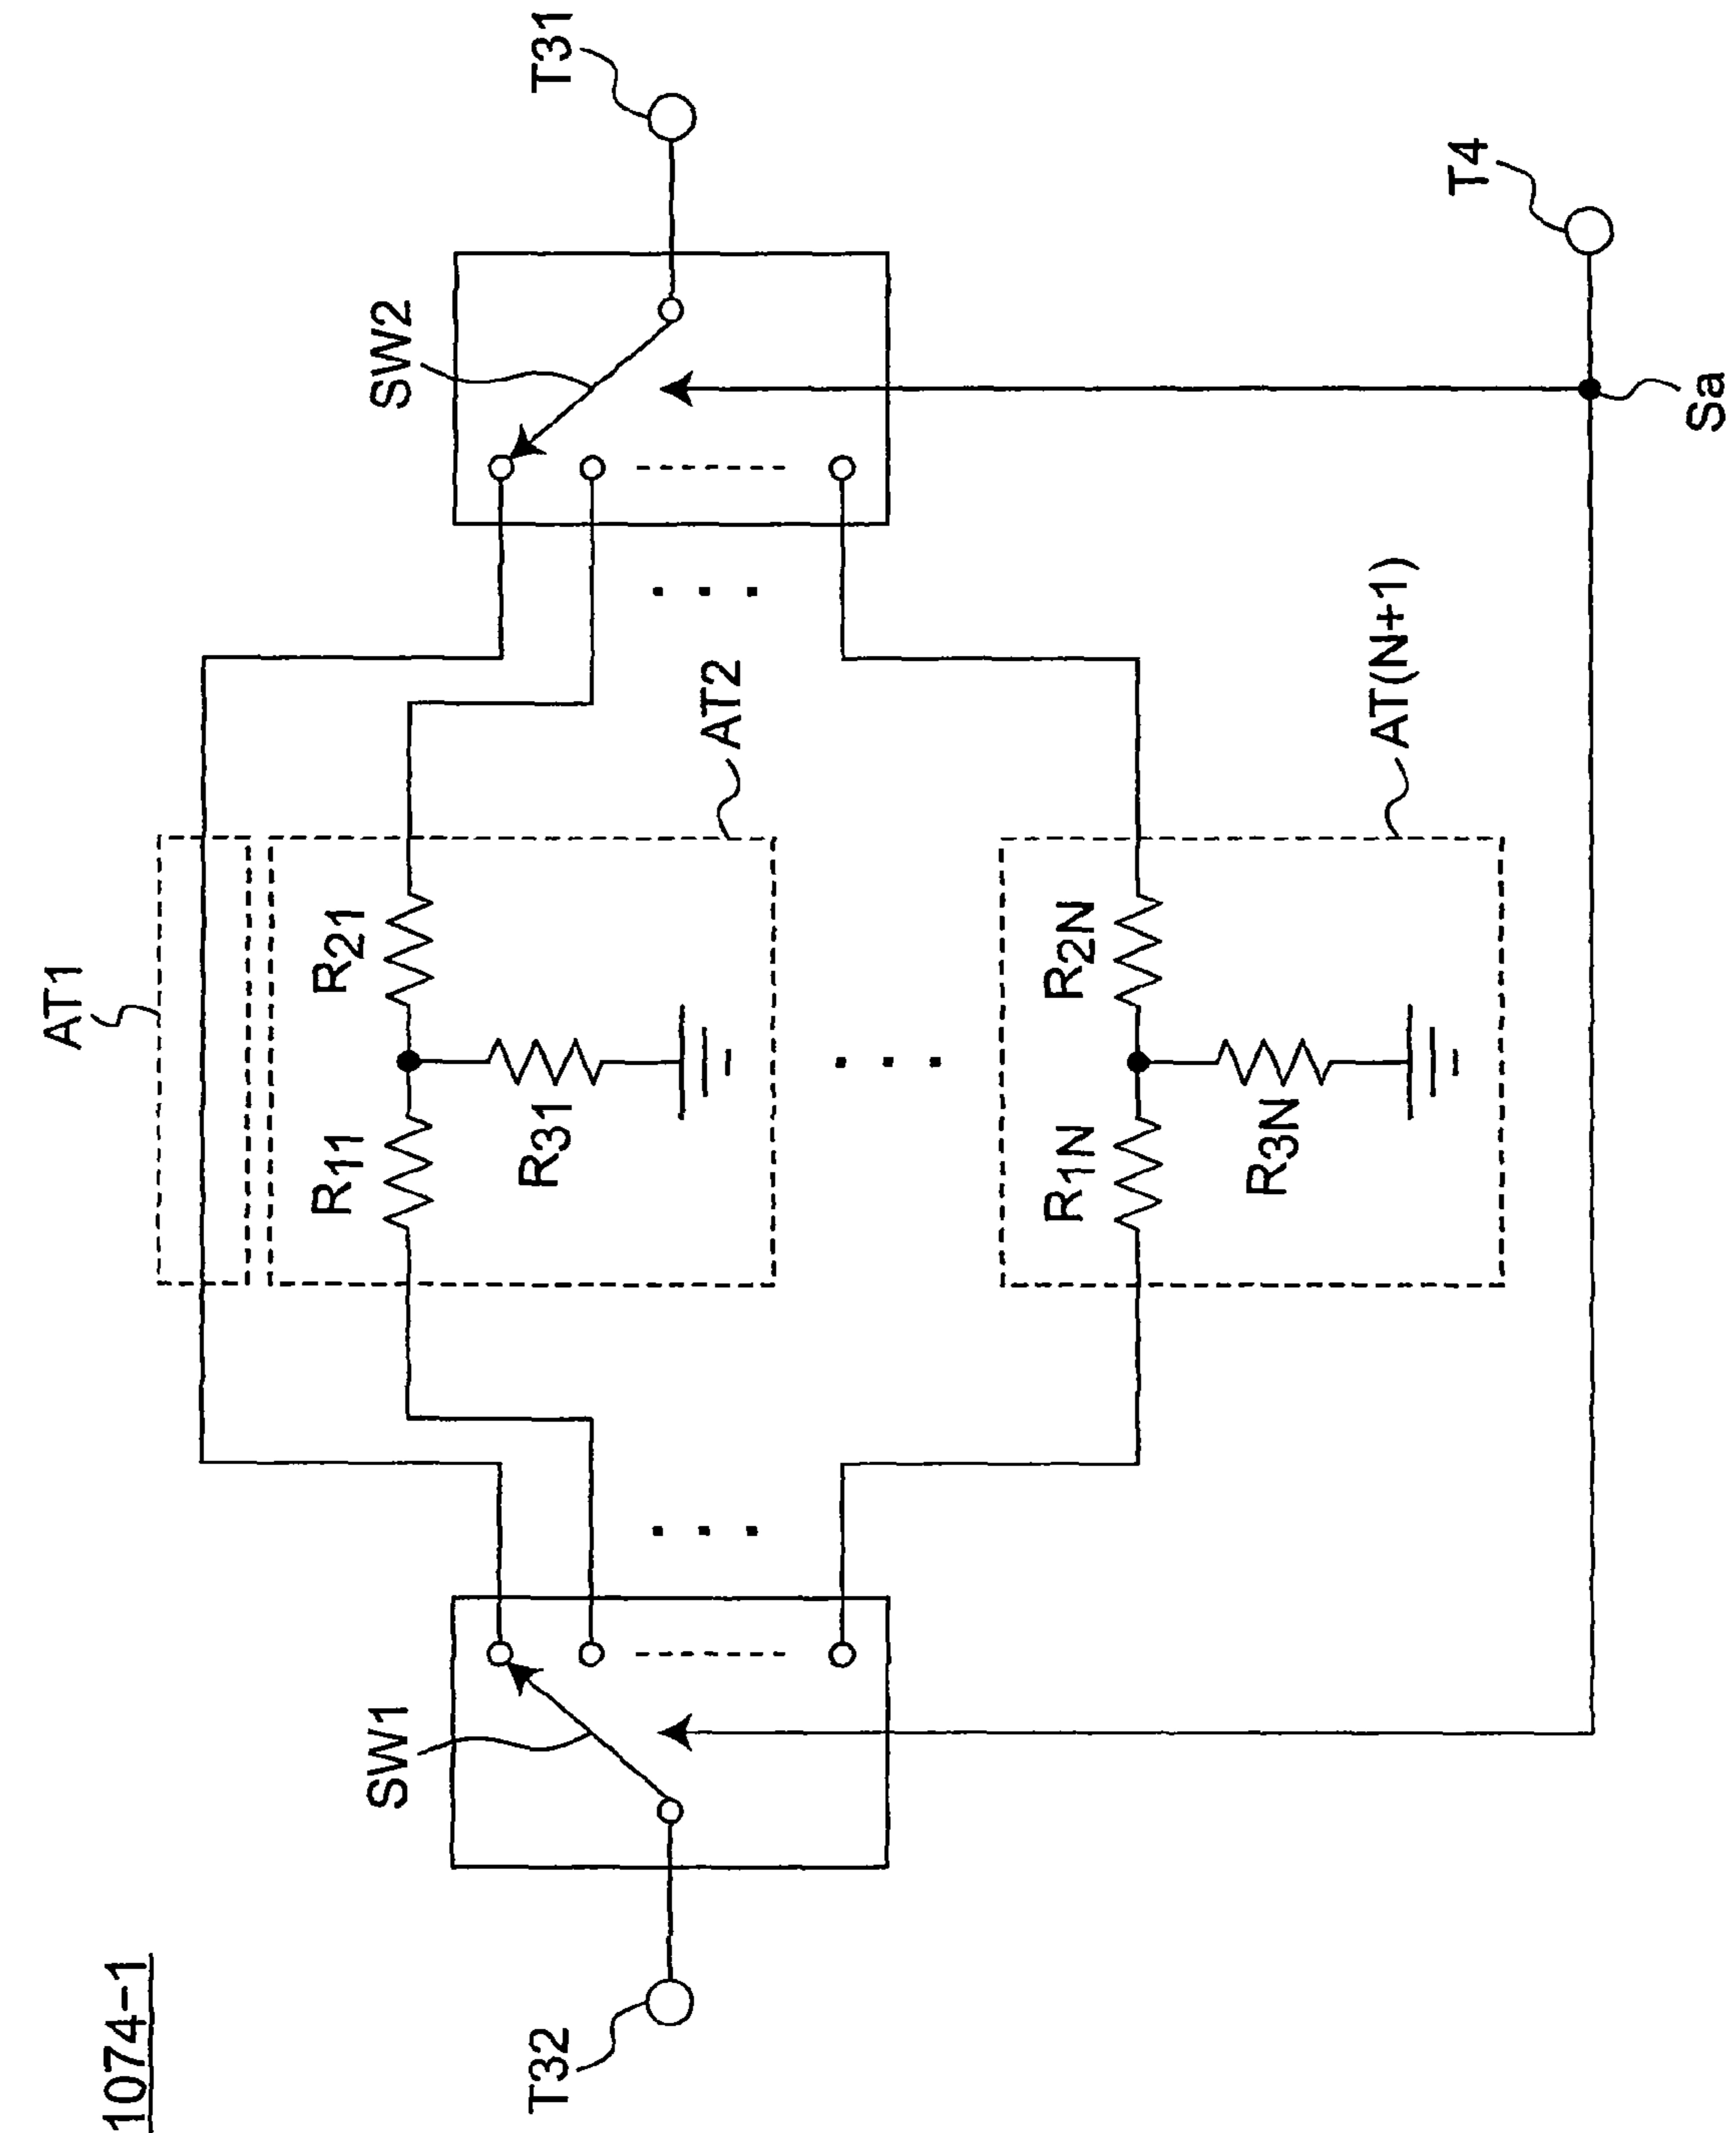 1074-1
AT1
T32
SW1
SW2
T31
R11
R21
R31
AT2
R1N
R2N
R3N
AT(N+1)
T4
Sa